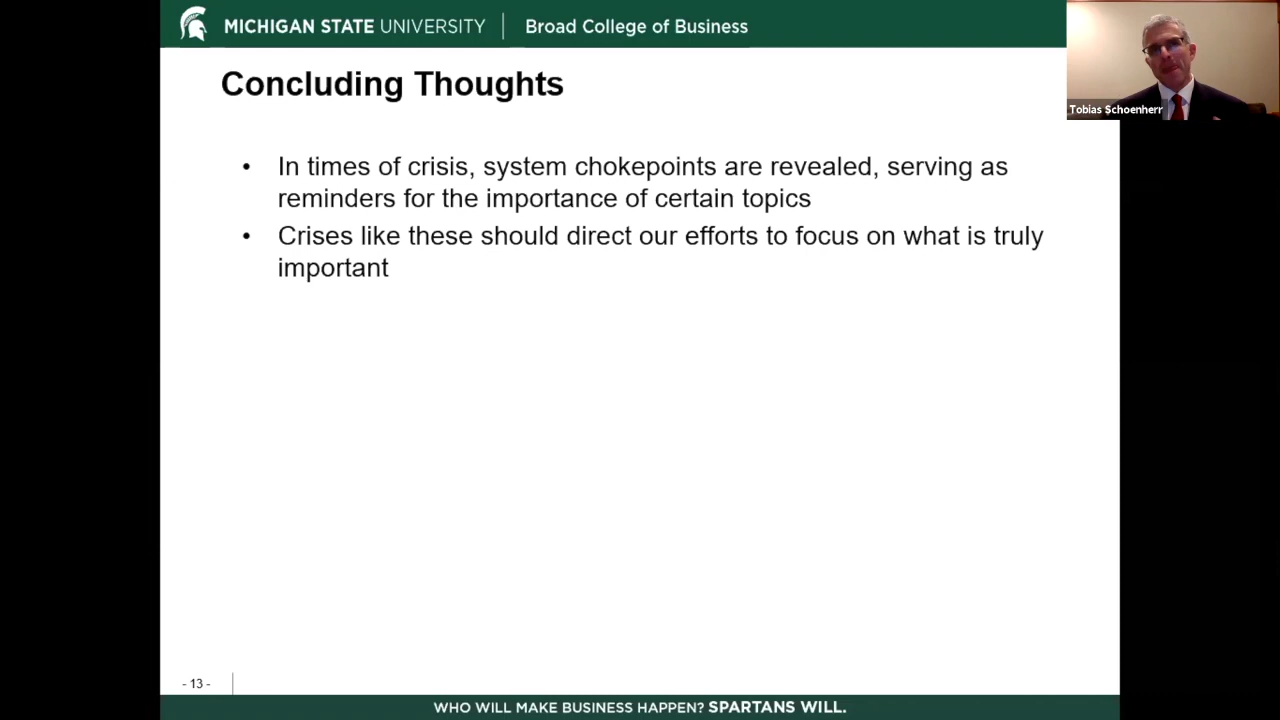 MICHIGAN STATE UNIVERSITY | Broad College of Business
Tobias Schoenherr
Concluding Thoughts
• In times of crisis, system chokepoints are revealed, serving as
reminders for the importance of certain topics
• Crises like these should direct our efforts to focus on what is truly
important
- 13 -
WHO WILL MAKE BUSINESS HAPPEN? SPARTANS WILL.